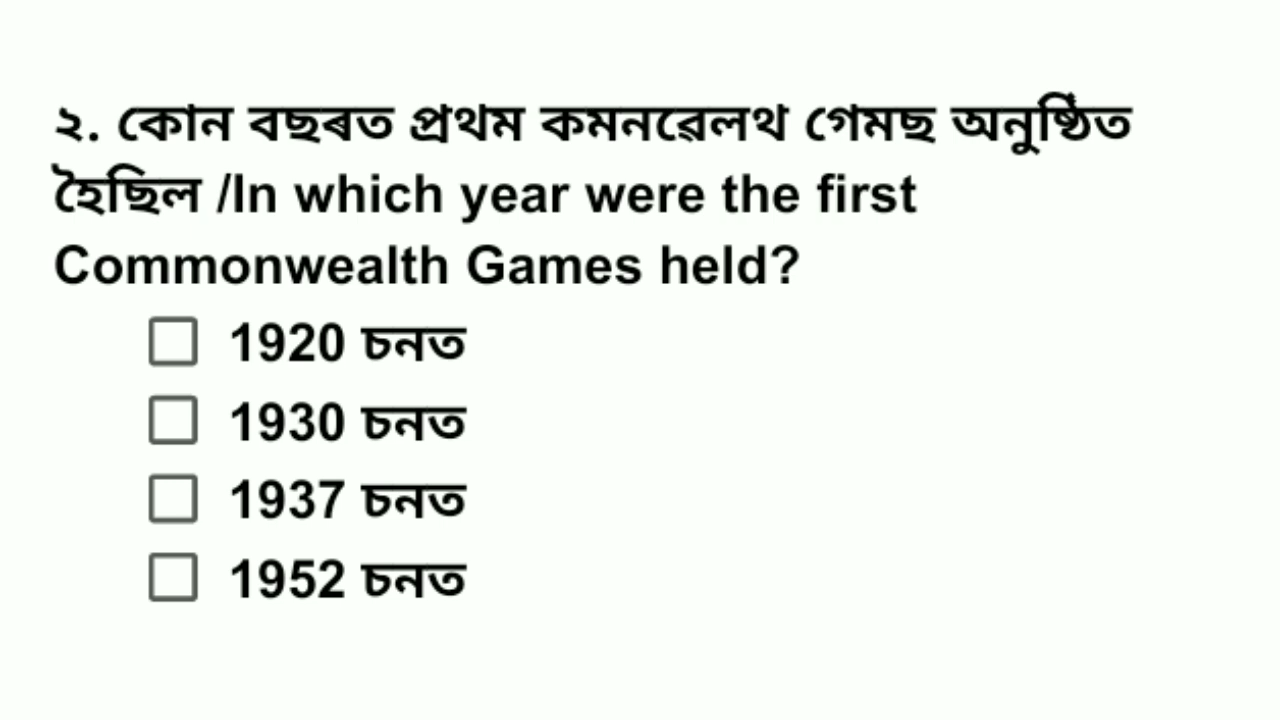 ২. কোন বছৰত প্ৰথম কমনৱেলথ গেমছ অনুষ্ঠিত
হৈছিল /In which year were the first
Commonwealth Games held?
1920 চনত
1930 চনত
1937 চনত
1952 চনত